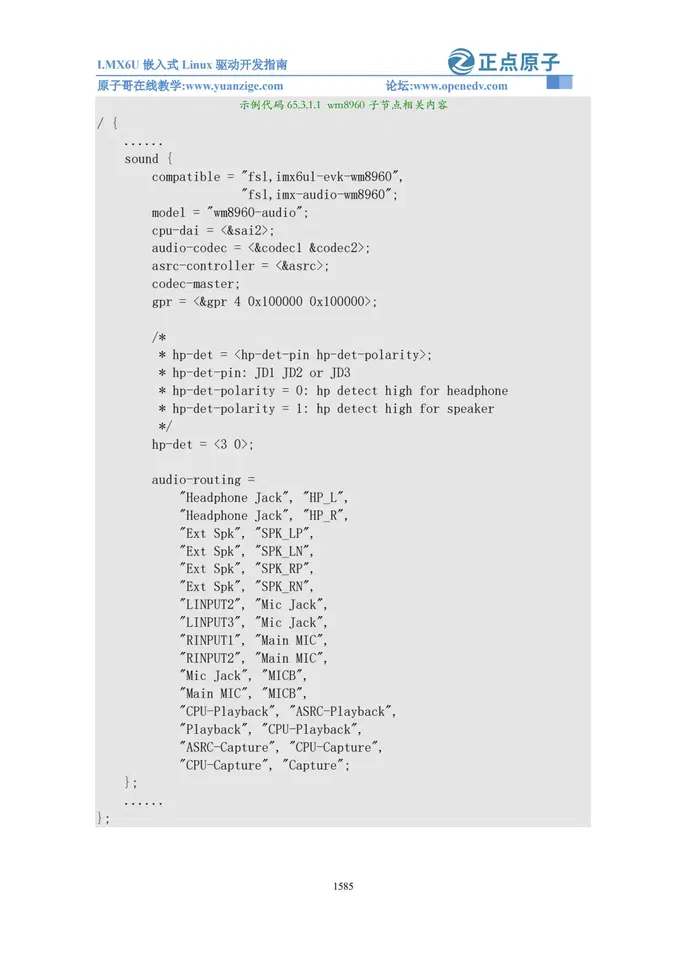 I.MX6U 嵌入式 Linux 驱动开发指南
正点原子
原子哥在线教学:www.yuanzige.com 论坛:www.openedv.com
示例代码 65.3.1.1 wm8960 子节点相关内容
/ {
    ......
    sound {
        compatible = "fsl,imx6ul-evk-wm8960",
                     "fsl,imx-audio-wm8960";
        model = "wm8960-audio";
        cpu-dai = <&sai2>;
        audio-codec = <&codec1 &codec2>;
        asrc-controller = <&asrc>;
        codec-master;
        gpr = <&gpr 4 0x100000 0x100000>;
        /*
         * hp-det = <hp-det-pin hp-det-polarity>;
         * hp-det-pin: JD1 JD2 or JD3
         * hp-det-polarity = 0: hp detect high for headphone
         * hp-det-polarity = 1: hp detect high for speaker
         */
        hp-det = <3 0>;
        audio-routing =
            "Headphone Jack", "HP_L",
            "Headphone Jack", "HP_R",
            "Ext Spk", "SPK_LP",
            "Ext Spk", "SPK_LN",
            "Ext Spk", "SPK_RP",
            "Ext Spk", "SPK_RN",
            "LINPUT2", "Mic Jack",
            "LINPUT3", "Mic Jack",
            "RINPUT1", "Main MIC",
            "RINPUT2", "Main MIC",
            "Mic Jack", "MICB",
            "Main MIC", "MICB",
            "CPU-Playback", "ASRC-Playback",
            "Playback", "CPU-Playback",
            "ASRC-Capture", "CPU-Capture",
            "CPU-Capture", "Capture";
    };
    ......
};
1585